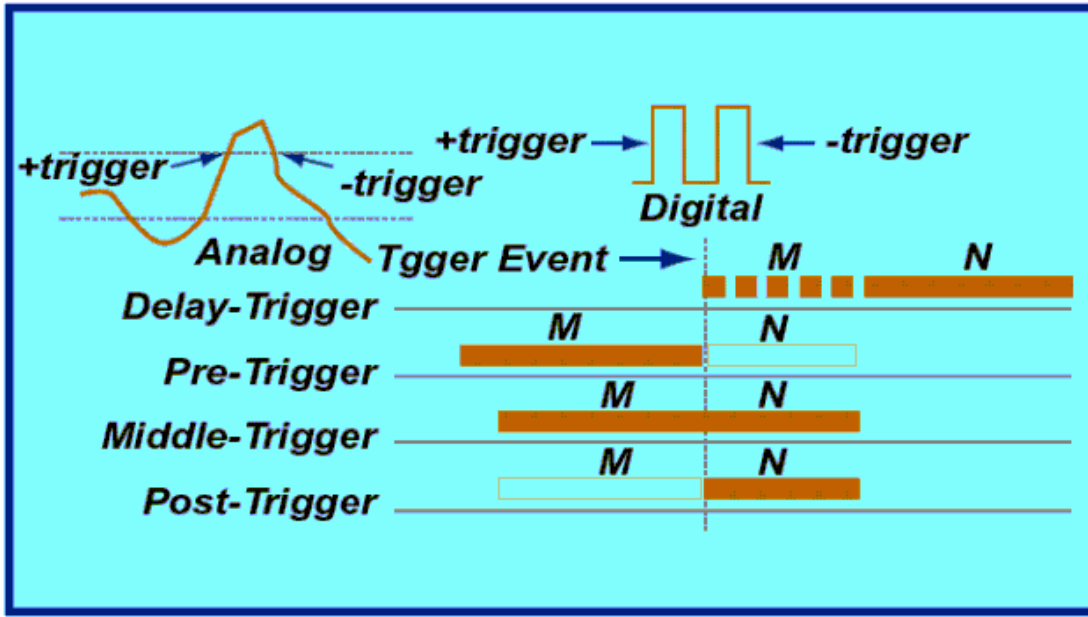 +trigger
-trigger
Analog
+trigger
-trigger
Digital
Tgger Event
M N
Delay-Trigger
M N
Pre-Trigger
M N
Middle-Trigger
M N
Post-Trigger